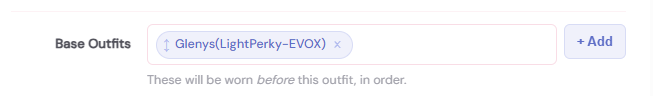 Base Outfits
Glenys(LightPerky-EVOX) x
+ Add
These will be worn before this outfit, in order.